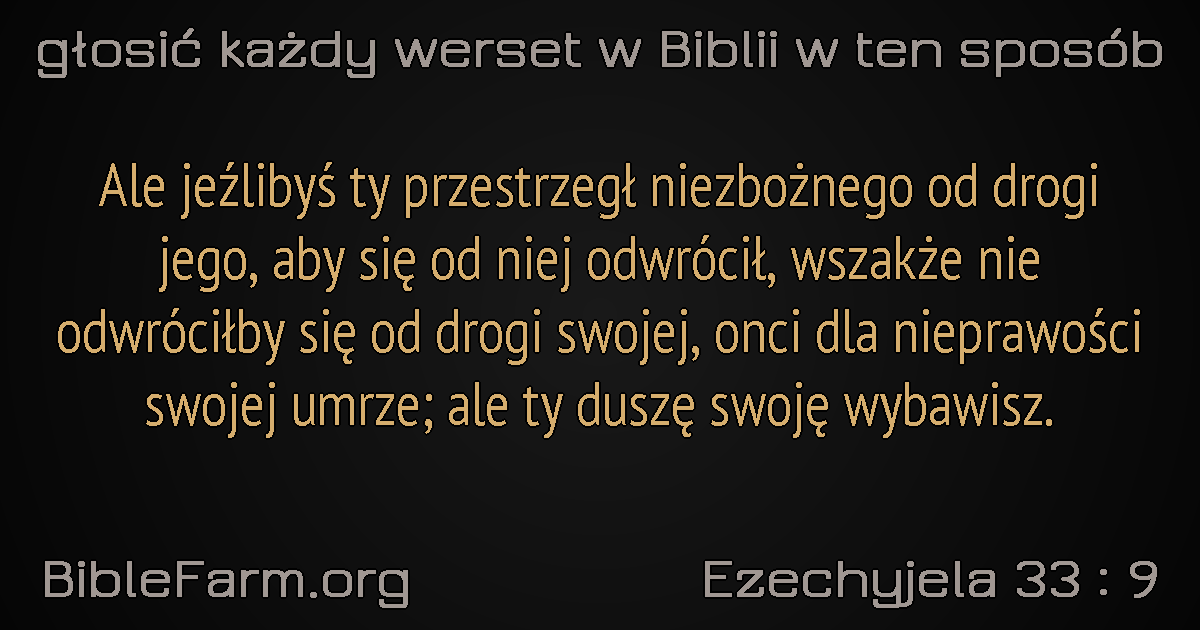 głosić każdy werset w Biblii w ten sposób
Ale jeźlibyś ty przestrzegł niezbożnego od drogi
jego, aby się od niej odwrócił, wszakże nie
odwróciłby się od drogi swojej, onci dla nieprawości
swojej umrze; ale ty duszę swoję wybawisz.
BibleFarm.org
Ezechyjela 33 : 9